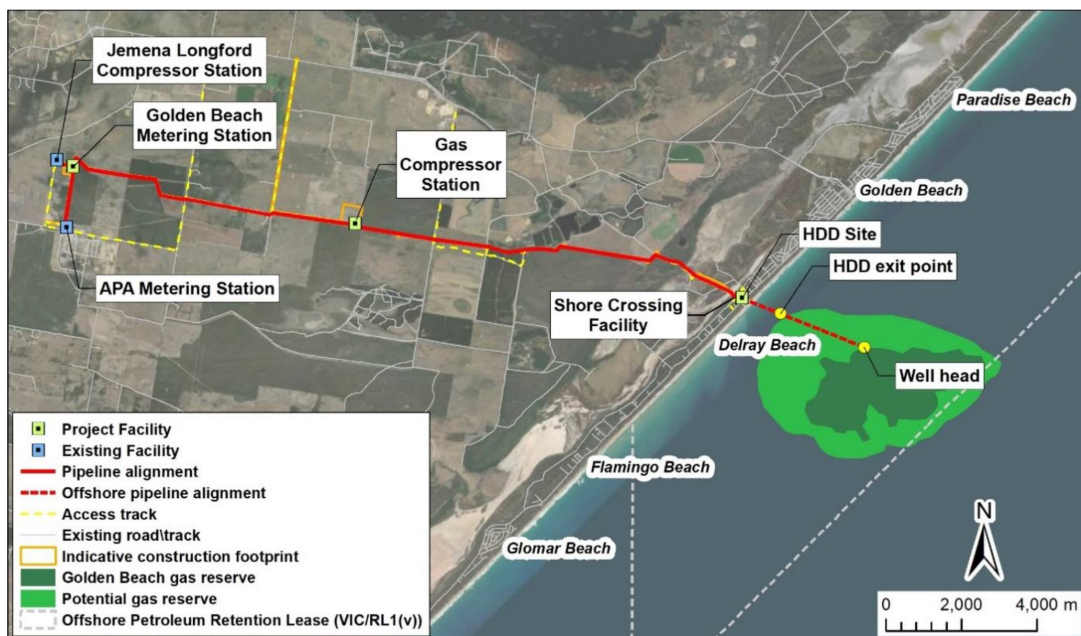 Jemena Longford
Compressor Station
Golden Beach
Metering Station
Gas
Compressor
Station
Paradise Beach
Golden Beach
HDD Site
HDD exit point
APA Metering Station
Shore Crossing
Facility
Delray Beach
Well head
Flamingo Beach
Glomar Beach
Project Facility
Existing Facility
Pipeline alignment
Offshore pipeline alignment
Access track
Existing road\track
Indicative construction footprint
Golden Beach gas reserve
Potential gas reserve
Offshore Petroleum Retention Lease (VIC/RL1(v))
N
0 2,000 4,000 m